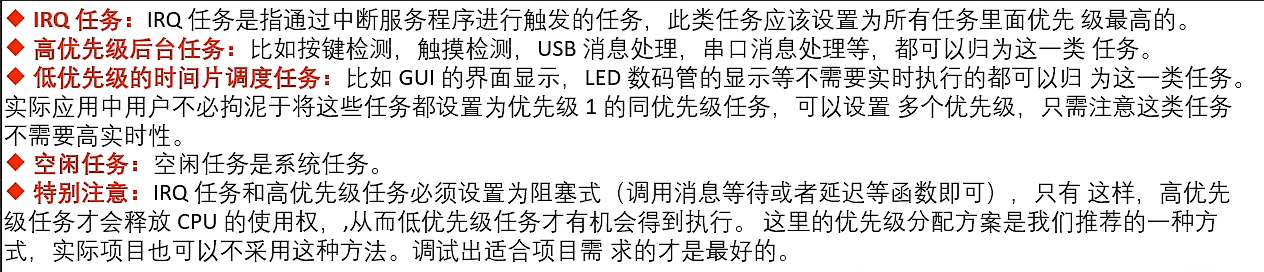 ◆ IRQ 任务：IRQ 任务是指通过中断服务程序进行触发的任务，此类任务应该设置为所有任务里面优先 级最高的。
◆ 高优先级后台任务：比如按键检测，触摸检测，USB 消息处理，串口消息处理等，都可以归为这一类 任务。
◆ 低优先级的时间片调度任务：比如 GUI 的界面显示，LED 数码管的显示等不需要实时执行的都可以归 为这一类任务。
实际应用中用户不必拘泥于将这些任务都设置为优先级 1 的同优先级任务，可以设置 多个优先级，只需注意这类任务
不需要高实时性。
◆ 空闲任务：空闲任务是系统任务。
◆ 特别注意：IRQ 任务和高优先级任务必须设置为阻塞式（调用消息等待或者延迟等函数即可），只有 这样，高优先
级任务才会释放 CPU 的使用权，,从而低优先级任务才有机会得到执行。 这里的优先级分配方案是我们推荐的一种方
式，实际项目也可以不采用这种方法。调试出适合项目需 求的才是最好的。